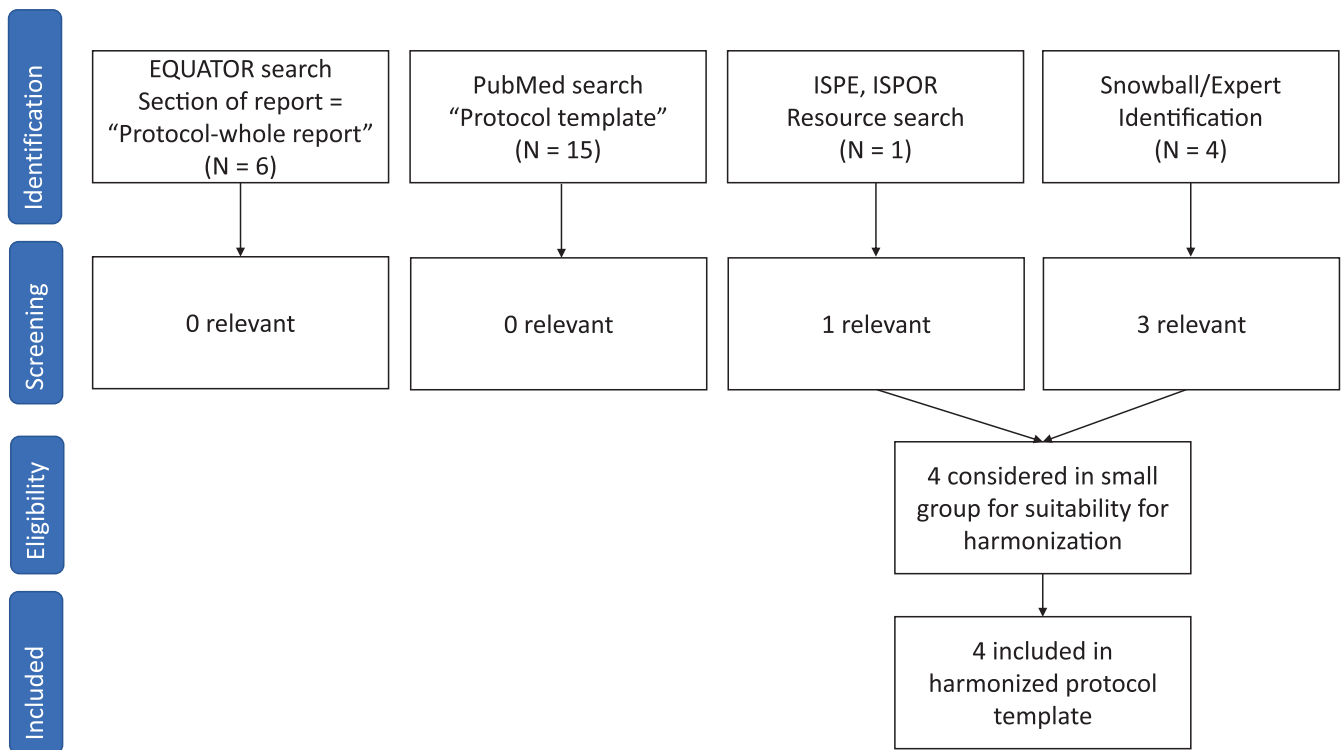 Identification
EQUATOR search
Section of report =
“Protocol-whole report”
(N = 6)
PubMed search
“Protocol template”
(N = 15)
ISPE, ISPOR
Resource search
(N = 1)
Snowball/Expert
Identification
(N = 4)
Screening
0 relevant
0 relevant
1 relevant
3 relevant
Eligibility
4 considered in small
group for suitability for
harmonization
Included
4 included in
harmonized protocol
template